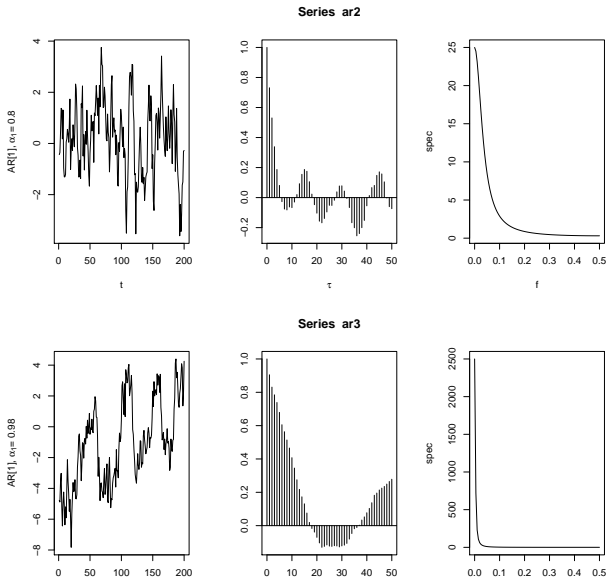 Series ar2
AR[1], α₁ = 0.8
4
2
0
−2
0 50 100 150 200
t
1.0
0.8
0.6
0.4
0.2
0.0
−0.2
0 10 20 30 40 50
τ
spec
25
20
15
10
5
0
0.0 0.1 0.2 0.3 0.4 0.5
f
Series ar3
AR[1], α₁ = 0.98
4
2
0
−2
−4
−6
−8
0 50 100 150 200
1.0
0.8
0.6
0.4
0.2
0.0
0 10 20 30 40 50
spec
2500
2000
1500
1000
500
0
0.0 0.1 0.2 0.3 0.4 0.5